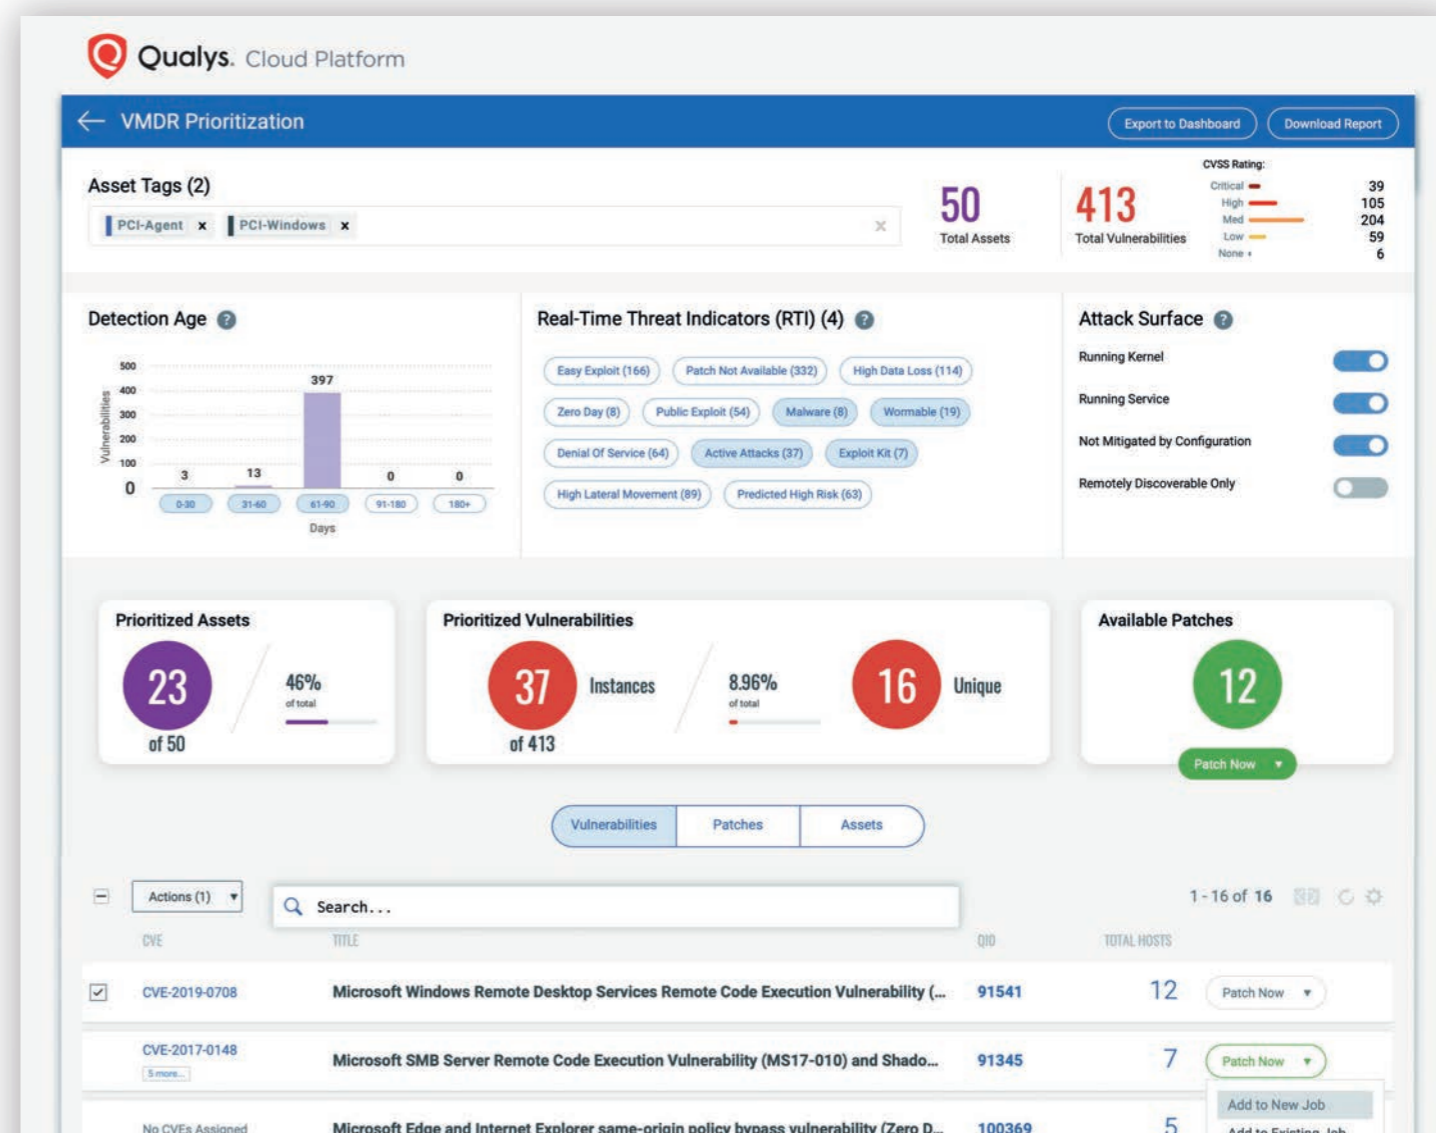 Qualys. Cloud Platform
VMDR Prioritization
Export to Dashboard
Download Report
Asset Tags (2)
PCI-Agent x
PCI-Windows x
x
50
Total Assets
413
Total Vulnerabilities
CVSS Rating:
Critical 39
High 105
Med 204
Low 59
None 6
Detection Age ?
Vulnerabilities
500
400
300
200
100
0
3
13
397
0
0
0-30
31-60
61-90
91-180
180+
Days
Real-Time Threat Indicators (RTI) (4) ?
Easy Exploit (166)
Patch Not Available (332)
High Data Loss (114)
Zero Day (8)
Public Exploit (54)
Malware (8)
Wormable (19)
Denial Of Service (64)
Active Attacks (37)
Exploit Kit (7)
High Lateral Movement (89)
Predicted High Risk (63)
Attack Surface ?
Running Kernel
Running Service
Not Mitigated by Configuration
Remotely Discoverable Only
Prioritized Assets
23
of 50
46%
of total
Prioritized Vulnerabilities
37
Instances
of 413
8.96%
of total
16
Unique
Available Patches
12
Patch Now
Vulnerabilities
Patches
Assets
Actions (1)
Search...
1 - 16 of 16
CVE TITLE QID TOTAL HOSTS
CVE-2019-0708 Microsoft Windows Remote Desktop Services Remote Code Execution Vulnerability (... 91541 12 Patch Now
CVE-2017-0148 Microsoft SMB Server Remote Code Execution Vulnerability (MS17-010) and Shado... 91345 7 Patch Now
5 more...
Add to New Job
No CVEs Assigned Microsoft Edge and Internet Explorer same-origin policy bypass vulnerability (Zero D... 100369 5
Add to Existing Job